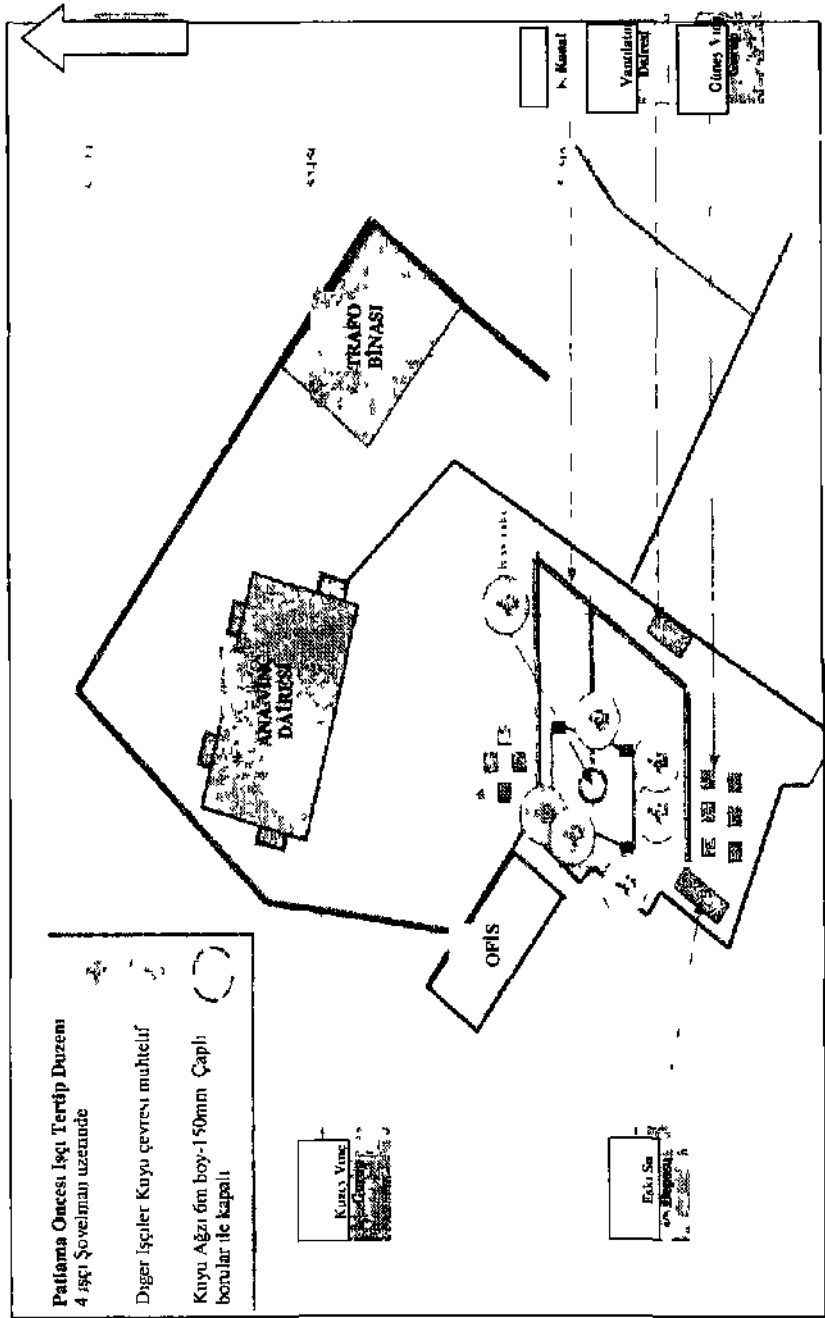 Patlama Öncesi İşçi Tertip Düzeni
4 işçi Şovelman üzerinde
Diğer İşçiler Kuyu çevresi muhtelif
Kuyu Ağzı 6m boy-150mm Çaplı
borular ile kapalı
ANA VİNÇ
DAİRESİ
TRAFO
BİNASI
OFİS
Kuzey Vinç
Eski Su
Deposu
Vantilatör
Dairesi
Güney Vinç